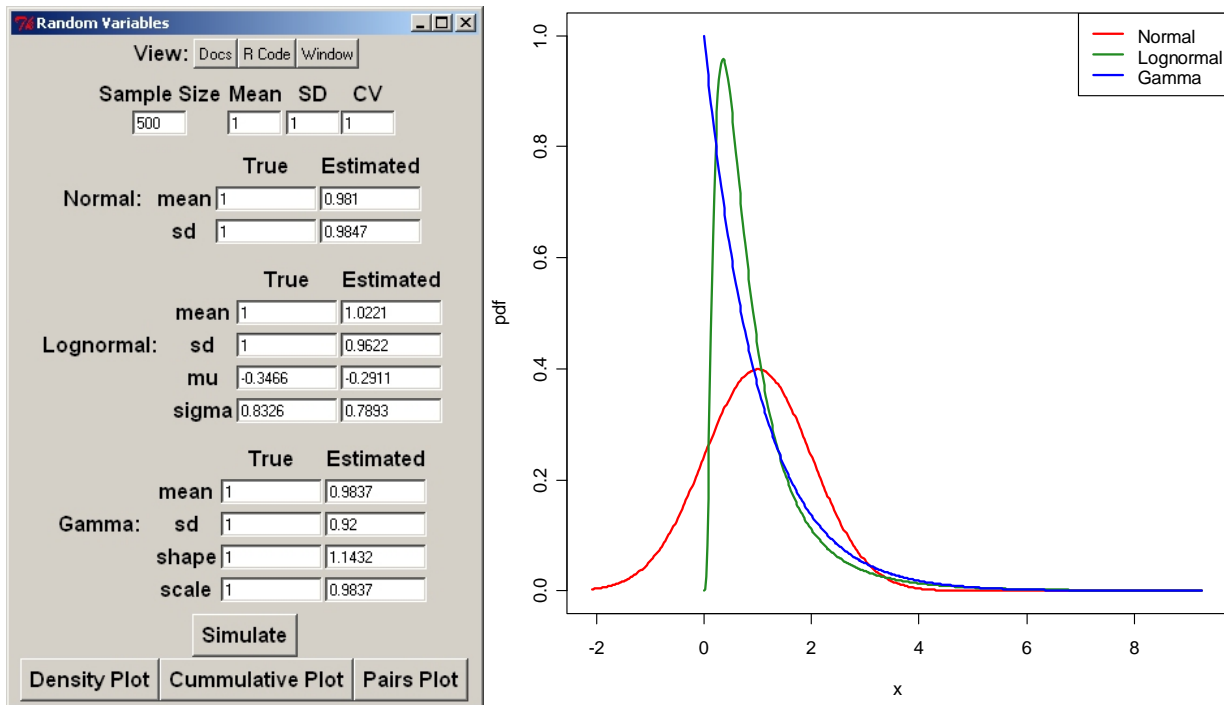 Random Variables
View: Docs R Code Window
Sample Size Mean SD CV
500 1 1 1
True Estimated
Normal: mean 1 0.981
sd 1 0.9847
True Estimated
mean 1 1.0221
Lognormal: sd 1 0.9622
mu -0.3466 -0.2911
sigma 0.8326 0.7893
True Estimated
mean 1 0.9837
Gamma: sd 1 0.92
shape 1 1.1432
scale 1 0.9837
Simulate
Density Plot Cummulative Plot Pairs Plot
Normal
Lognormal
Gamma
pdf
1.0
0.8
0.6
0.4
0.2
0.0
-2 0 2 4 6 8
x